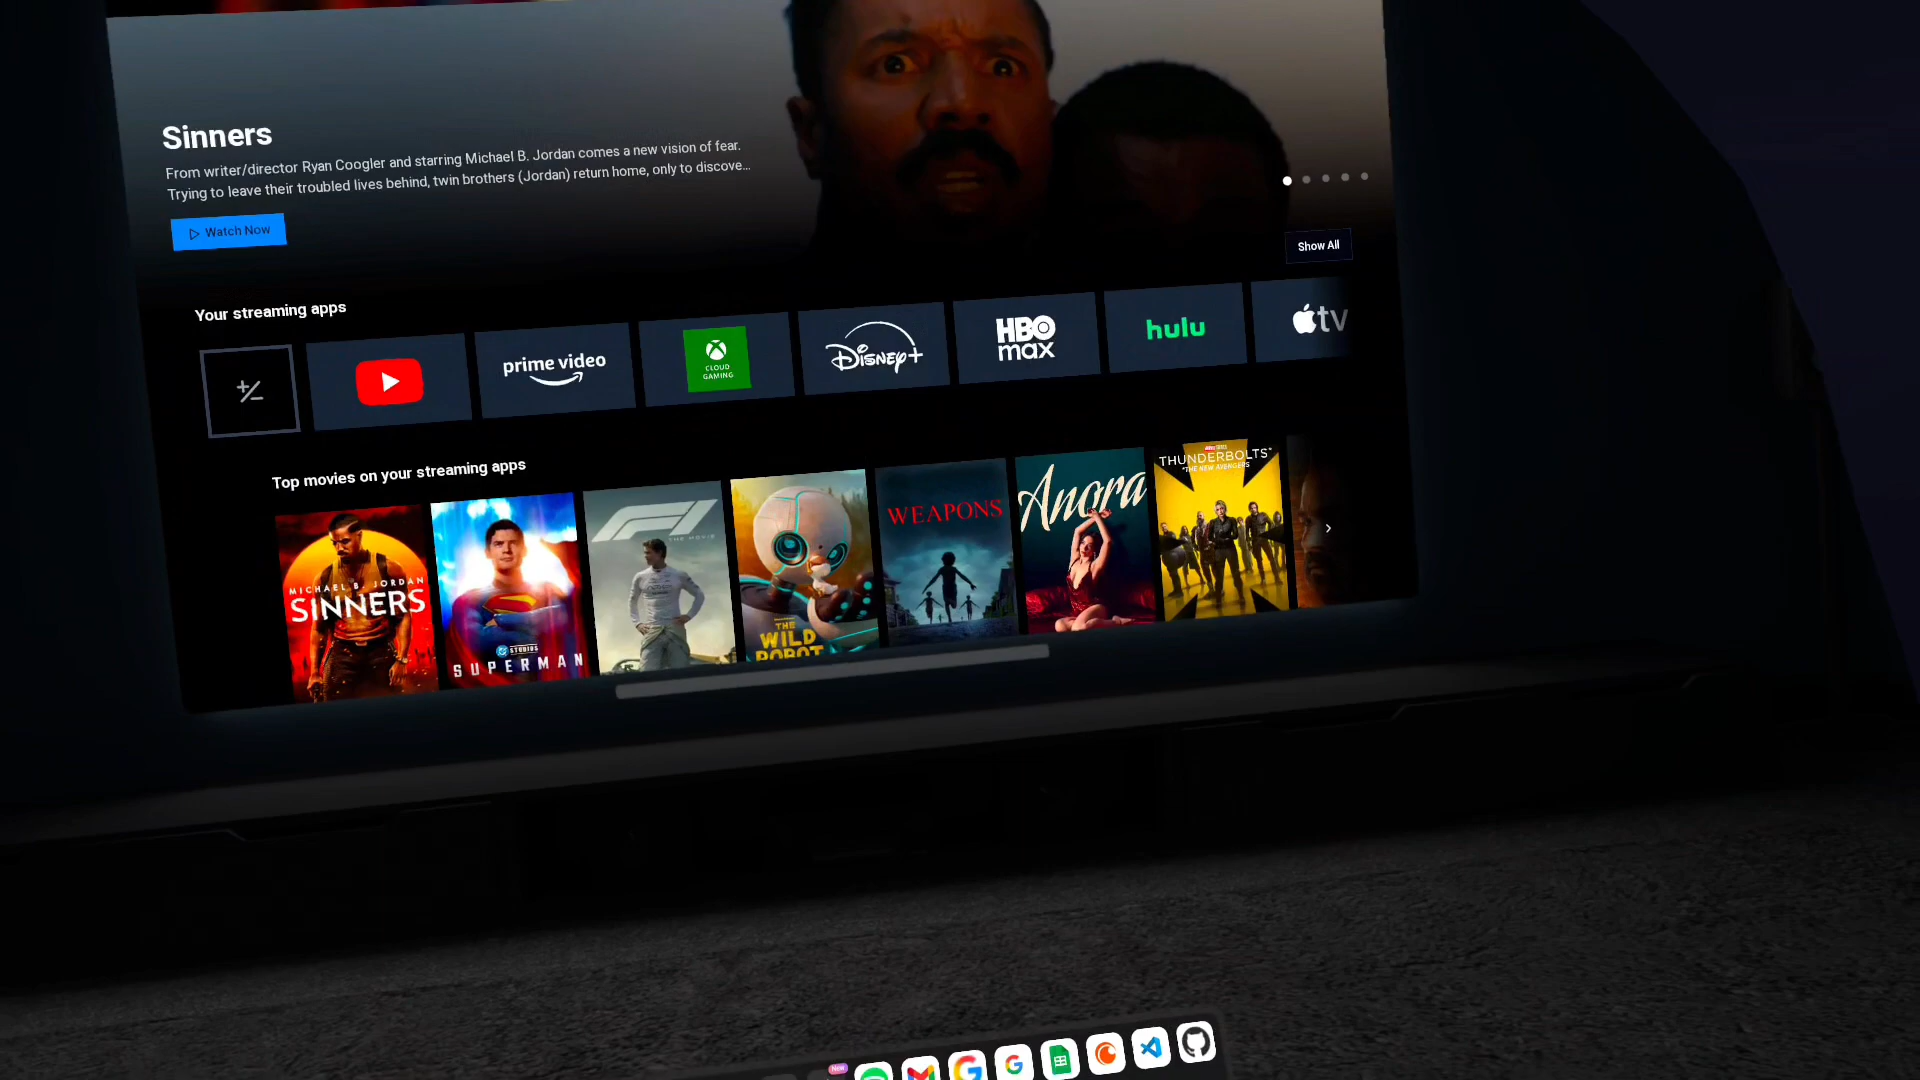 Sinners
From writer/director Ryan Coogler and starring Michael B. Jordan comes a new vision of fear.
Trying to leave their troubled lives behind, twin brothers (Jordan) return home, only to discove...
Watch Now
Show All
Your streaming apps
prime video
XBOX
CLOUD
GAMING
Disney+
HBO
max
hulu
tv
Top movies on your streaming apps
MICHAEL B. JORDAN
SINNERS
DC STUDIOS
SUPERMAN
F1
THE MOVIE
THE
WILD
ROBOT
WEAPONS
Anora
THUNDERBOLTS*
*THE NEW AVENGERS
New